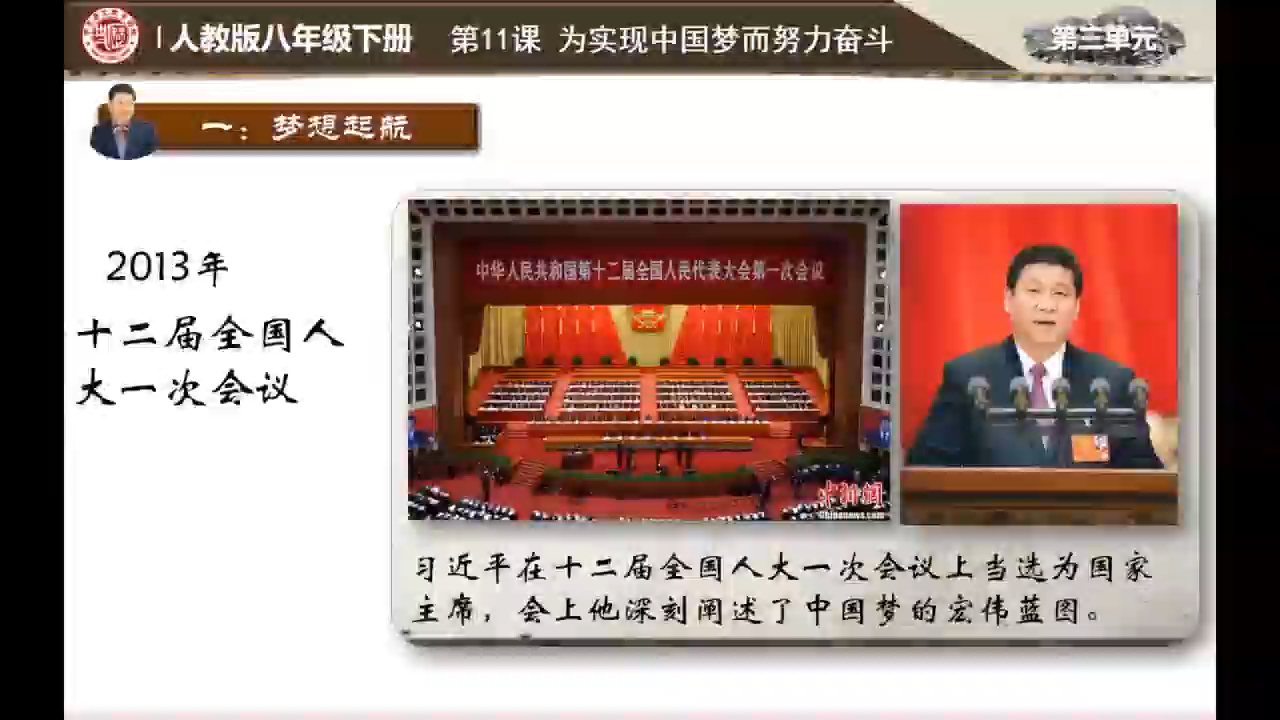 人教版八年级下册 第11课 为实现中国梦而努力奋斗
第三单元
一：梦想起航
2013年
十二届全国人
大一次会议
中华人民共和国第十二届全国人民代表大会第一次会议
中新网
Chinanews.com
习近平在十二届全国人大一次会议上当选为国家
主席，会上他深刻阐述了中国梦的宏伟蓝图。